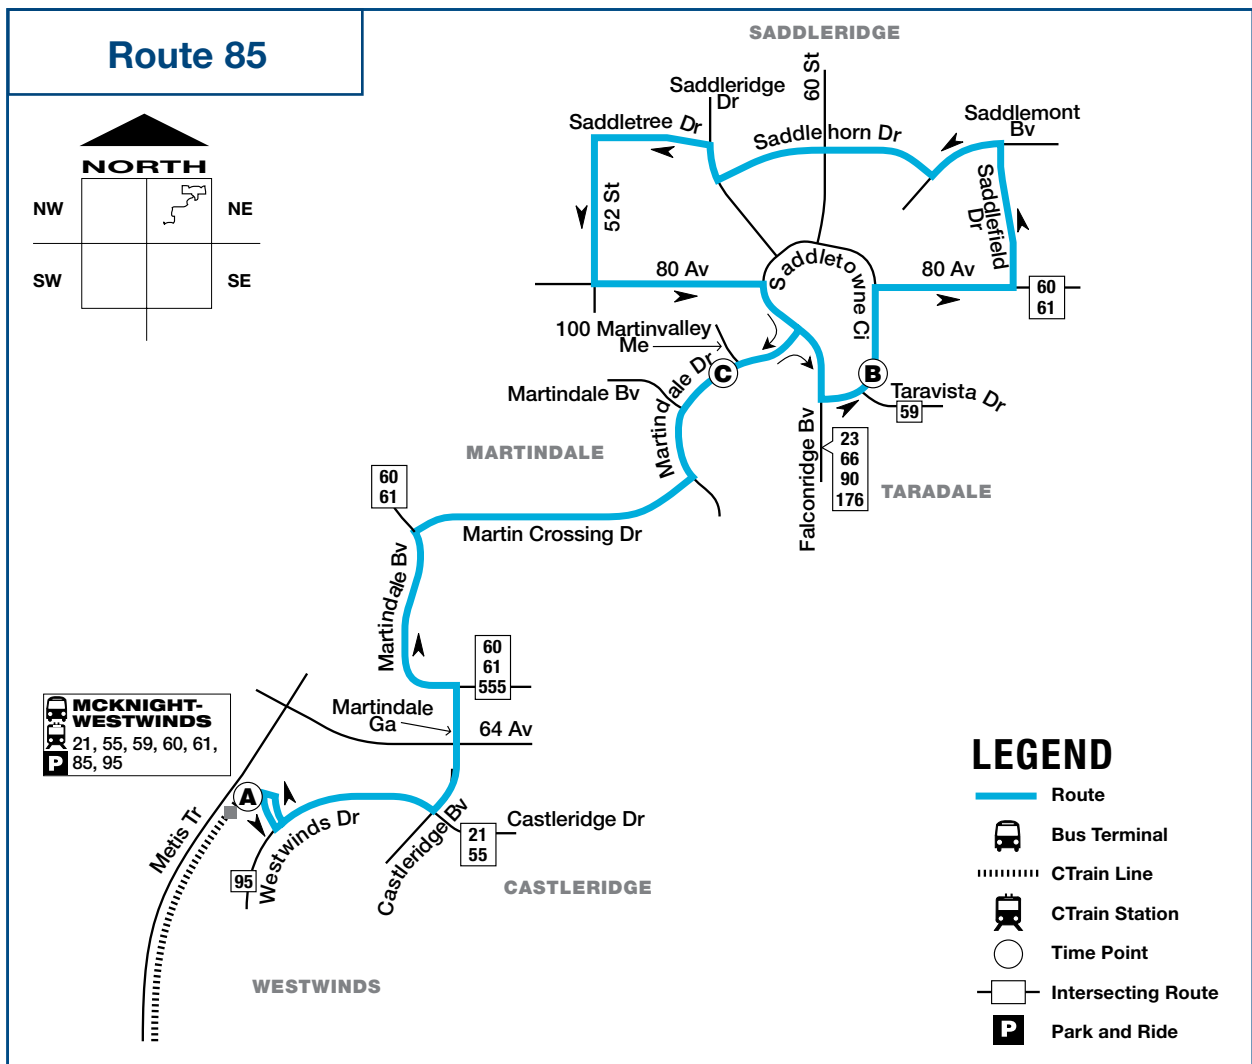 Route 85
SADDLERIDGE
60 St
Saddleridge
Dr
Saddletree Dr
Saddlehorn Dr
Saddlemont
Bv
NORTH
NW
NE
SW
SE
52 St
Saddlefield
Dr
80 Av
Saddletowne Ci
80 Av
60
61
100 Martinvalley
Me
C
B
Martindale Dr
Martindale Bv
Taravista Dr
59
Falconridge Bv
23
66
90
176
MARTINDALE
TARADALE
60
61
Martin Crossing Dr
Martindale Bv
60
61
555
Martindale
Ga
64 Av
MCKNIGHT-
WESTWINDS
21, 55, 59, 60, 61,
P
85, 95
A
Metis Tr
Westwinds Dr
95
Castleridge Bv
Castleridge Dr
21
55
CASTLERIDGE
WESTWINDS
LEGEND
Route
Bus Terminal
CTrain Line
CTrain Station
Time Point
Intersecting Route
P
Park and Ride